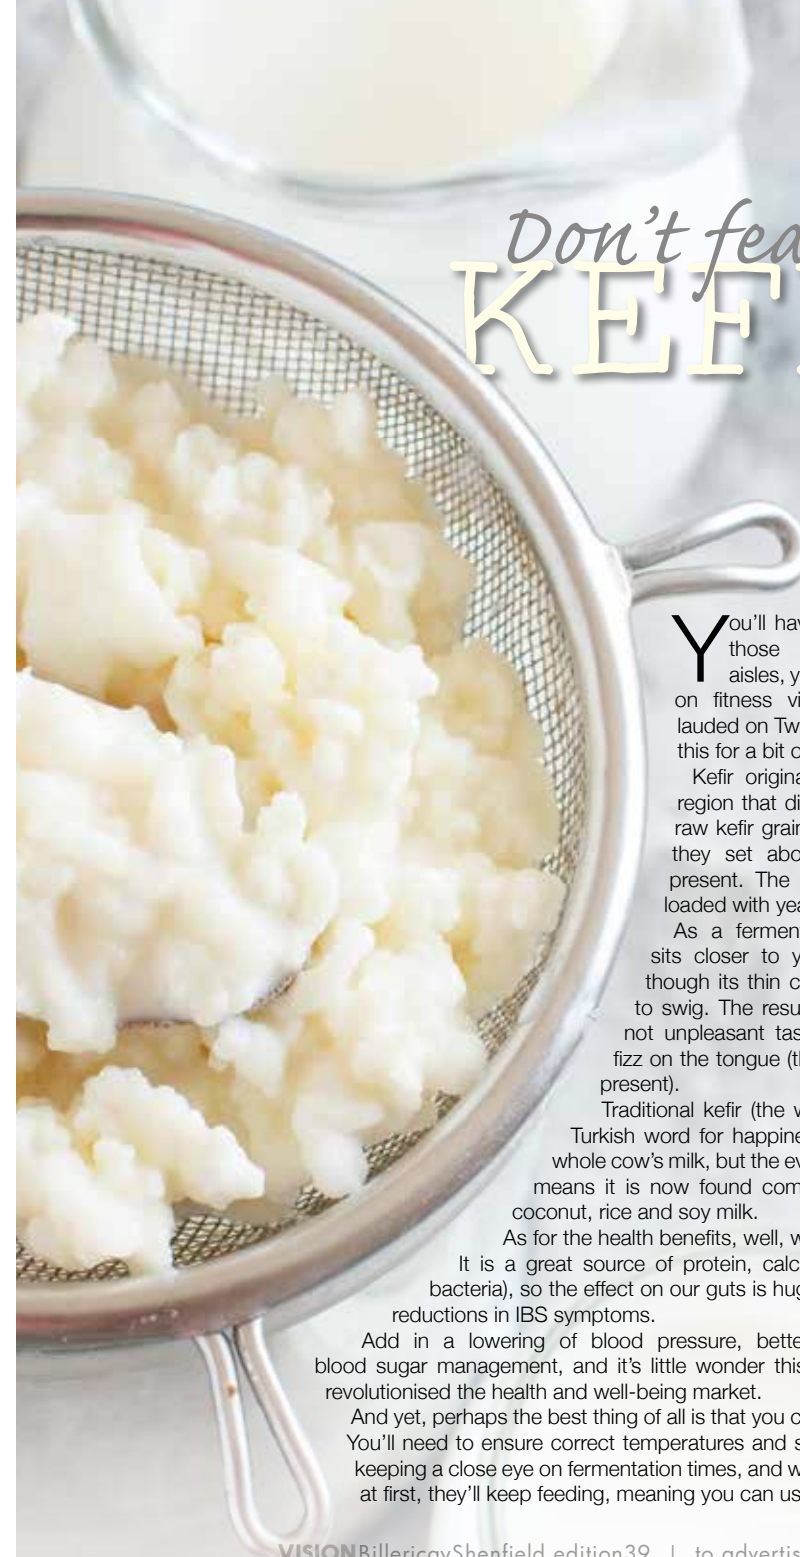 Don't fea
KEF
You'll hav
those
aisles, y
on fitness vi
lauded on Tw
this for a bit o
Kefir origina
region that di
raw kefir grain
they set abo
present. The
loaded with yea
As a fermen
sits closer to y
though its thin c
to swig. The resu
not unpleasant tas
fizz on the tongue (t
present).
Traditional kefir (the w
Turkish word for happine
whole cow's milk, but the ev
means it is now found com
coconut, rice and soy milk.
As for the health benefits, well, w
It is a great source of protein, calc
bacteria), so the effect on our guts is hug
reductions in IBS symptoms.
Add in a lowering of blood pressure, bette
blood sugar management, and it's little wonder this
revolutionised the health and well-being market.
And yet, perhaps the best thing of all is that you c
You'll need to ensure correct temperatures and s
keeping a close eye on fermentation times, and w
at first, they'll keep feeding, meaning you can us
VISIONBillericayShenfield edition39 | to advertis